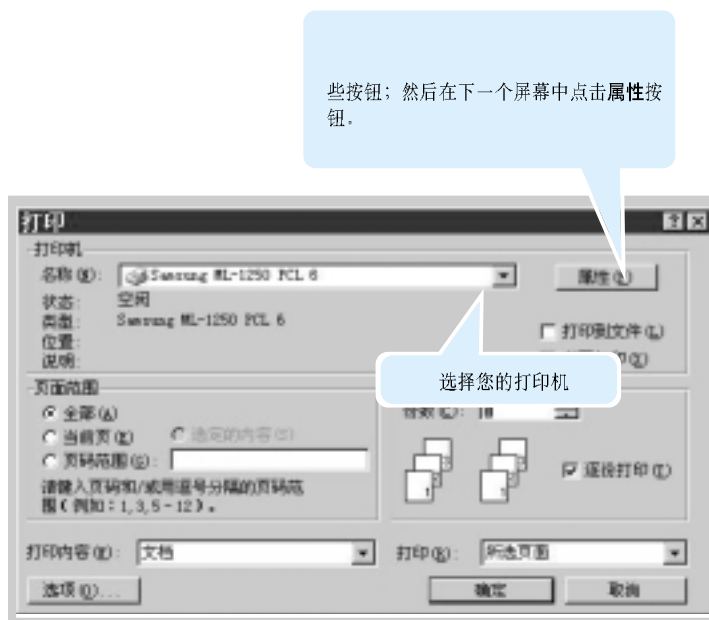 些按钮；然后在下一个屏幕中点击属性按
钮。
打印
打印机
名称(N): Samsung ML-1250 PCL 6
属性(P)
状态: 空闲
类型: Samsung ML-1250 PCL 6
位置:
说明:
打印到文件(L)
选择您的打印机
页面范围
全部(A)
当前页(E) 选定的内容(S)
页码范围(G):
请键入页码和/或用逗号分隔的页码范
围(例如：1,3,5-12)。
份数(C):
逐份打印(T)
打印内容(W): 文档
打印(R): 所选页面
选项(O)...
确定
取消